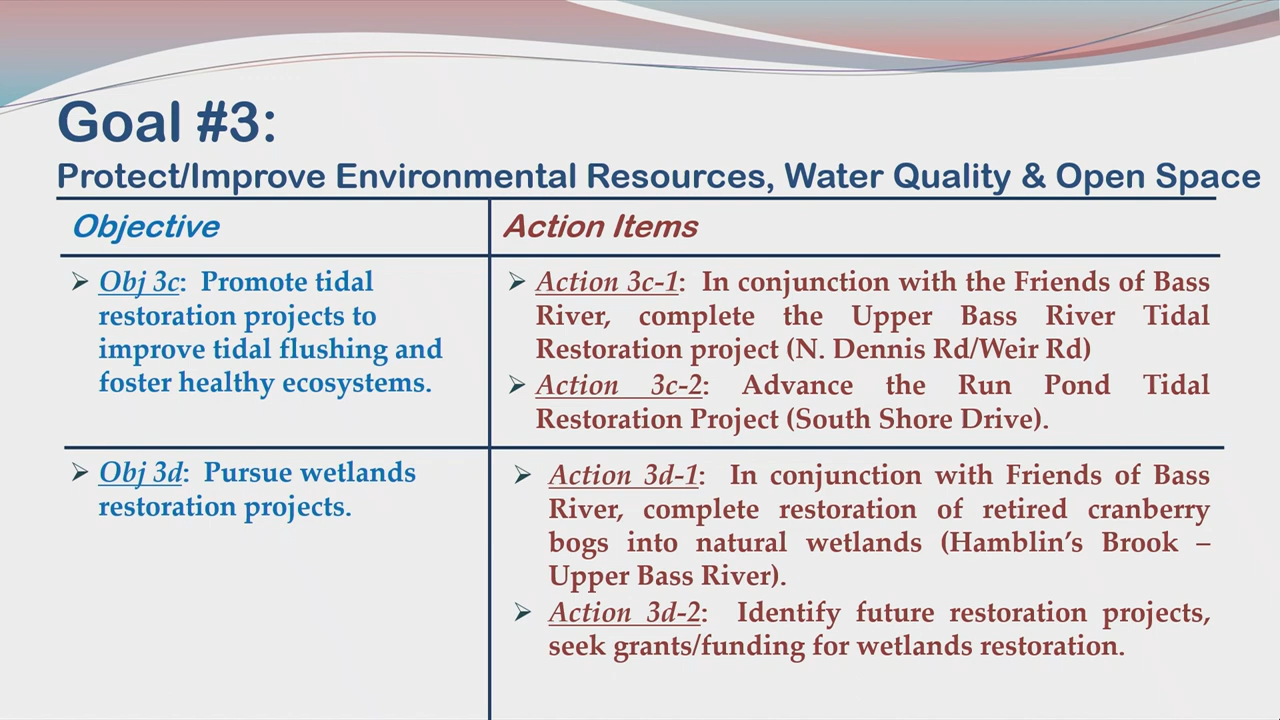 Goal #3:
Protect/Improve Environmental Resources, Water Quality & Open Space
Objective
Action Items
Obj 3c:  Promote tidal
restoration projects to
improve tidal flushing and
foster healthy ecosystems.
Action 3c-1:  In conjunction with the Friends of Bass
River, complete the Upper Bass River Tidal
Restoration project (N. Dennis Rd/Weir Rd)
Action 3c-2:  Advance the Run Pond Tidal
Restoration Project (South Shore Drive).
Obj 3d:  Pursue wetlands
restoration projects.
Action 3d-1:  In conjunction with Friends of Bass
River, complete restoration of retired cranberry
bogs into natural wetlands (Hamblin’s Brook –
Upper Bass River).
Action 3d-2:  Identify future restoration projects,
seek grants/funding for wetlands restoration.